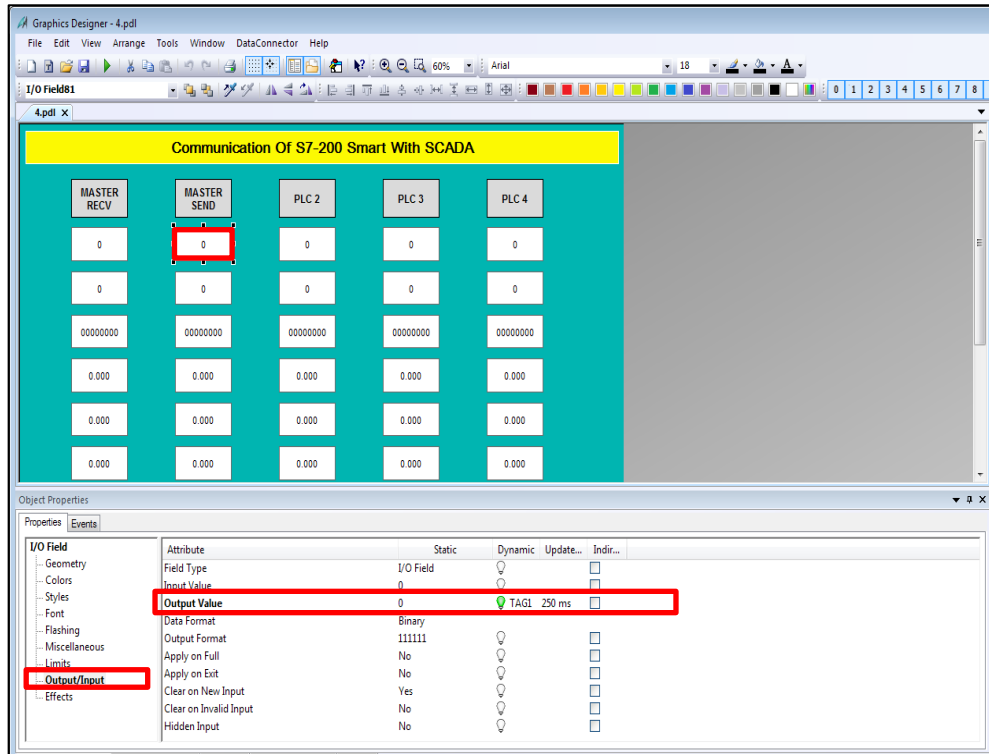 Graphics Designer - 4.pdl
File Edit View Arrange Tools Window DataConnector Help
60% Arial 18 A
I/O Field81 0 1 2 3 4 5 6 7 8
4.pdl X
Communication Of S7-200 Smart With SCADA
MASTER RECV MASTER SEND PLC 2 PLC 3 PLC 4
0 0 0 0 0
0 0 0 0 0
00000000 00000000 00000000 00000000 00000000
0.000 0.000 0.000 0.000 0.000
0.000 0.000 0.000 0.000 0.000
0.000 0.000 0.000 0.000 0.000
Object Properties
Properties Events
I/O Field
Geometry
Colors
Styles
Font
Flashing
Miscellaneous
Limits
Output/Input
Effects
Attribute Static Dynamic Update... Indir...
Field Type I/O Field
Input Value 0
Output Value 0 TAG1 250 ms
Data Format Binary
Output Format 111111
Apply on Full No
Apply on Exit No
Clear on New Input Yes
Clear on Invalid Input No
Hidden Input No